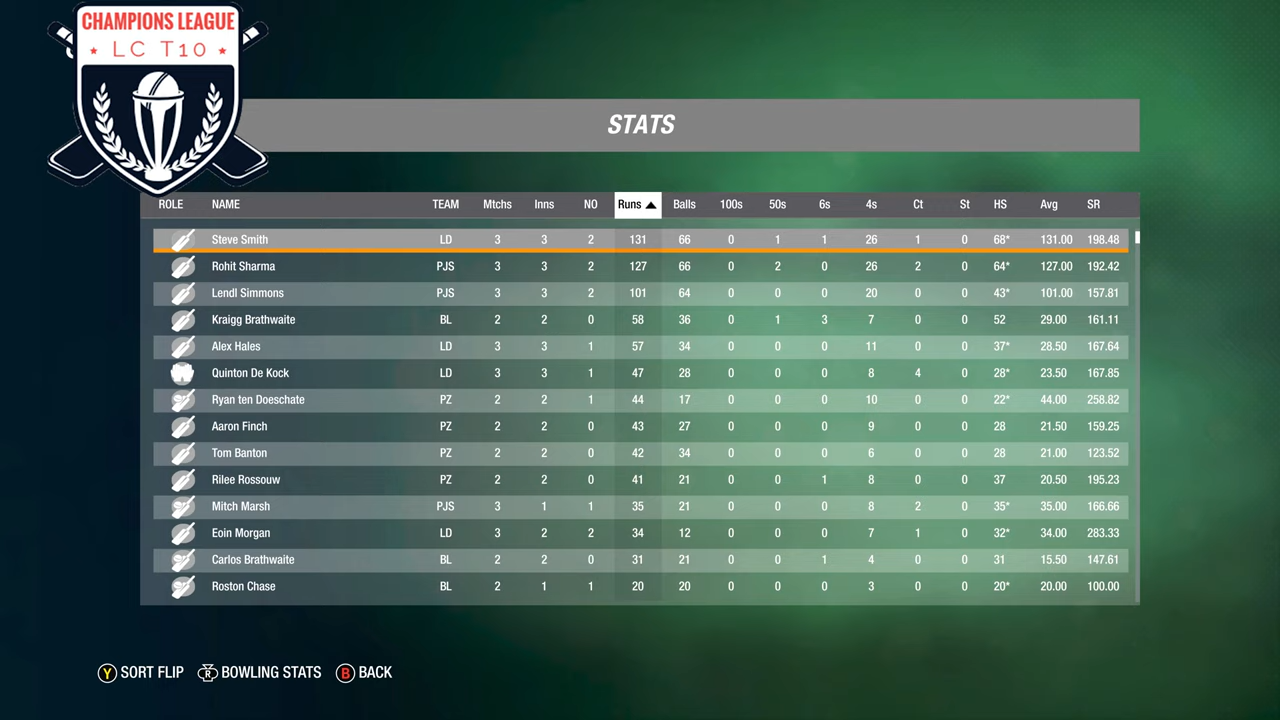 CHAMPIONS LEAGUE
LC T10
STATS
ROLE NAME TEAM Mtchs Inns NO Runs Balls 100s 50s 6s 4s Ct St HS Avg SR
Steve Smith LD 3 3 2 131 66 0 1 1 26 1 0 68* 131.00 198.48
Rohit Sharma PJS 3 3 2 127 66 0 2 0 26 2 0 64* 127.00 192.42
Lendl Simmons PJS 3 3 2 101 64 0 0 0 20 0 0 43* 101.00 157.81
Kraigg Brathwaite BL 2 2 0 58 36 0 1 3 7 0 0 52 29.00 161.11
Alex Hales LD 3 3 1 57 34 0 0 0 11 0 0 37* 28.50 167.64
Quinton De Kock LD 3 3 1 47 28 0 0 0 8 4 0 28* 23.50 167.85
Ryan ten Doeschate PZ 2 2 1 44 17 0 0 0 10 0 0 22* 44.00 258.82
Aaron Finch PZ 2 2 0 43 27 0 0 0 9 0 0 28 21.50 159.25
Tom Banton PZ 2 2 0 42 34 0 0 0 6 0 0 28 21.00 123.52
Rilee Rossouw PZ 2 2 0 41 21 0 0 1 8 0 0 37 20.50 195.23
Mitch Marsh PJS 3 1 1 35 21 0 0 0 8 2 0 35* 35.00 166.66
Eoin Morgan LD 3 2 2 34 12 0 0 0 7 1 0 32* 34.00 283.33
Carlos Brathwaite BL 2 2 0 31 21 0 0 1 4 0 0 31 15.50 147.61
Roston Chase BL 2 1 1 20 20 0 0 0 3 0 0 20* 20.00 100.00
Y SORT FLIP R BOWLING STATS B BACK